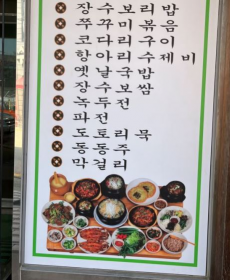 장수보리밥
쭈꾸미볶음
코다리구이
항아리수제비
옛날국밥
장수보쌈
녹두전
파전
도토리묵
동동주
막걸리